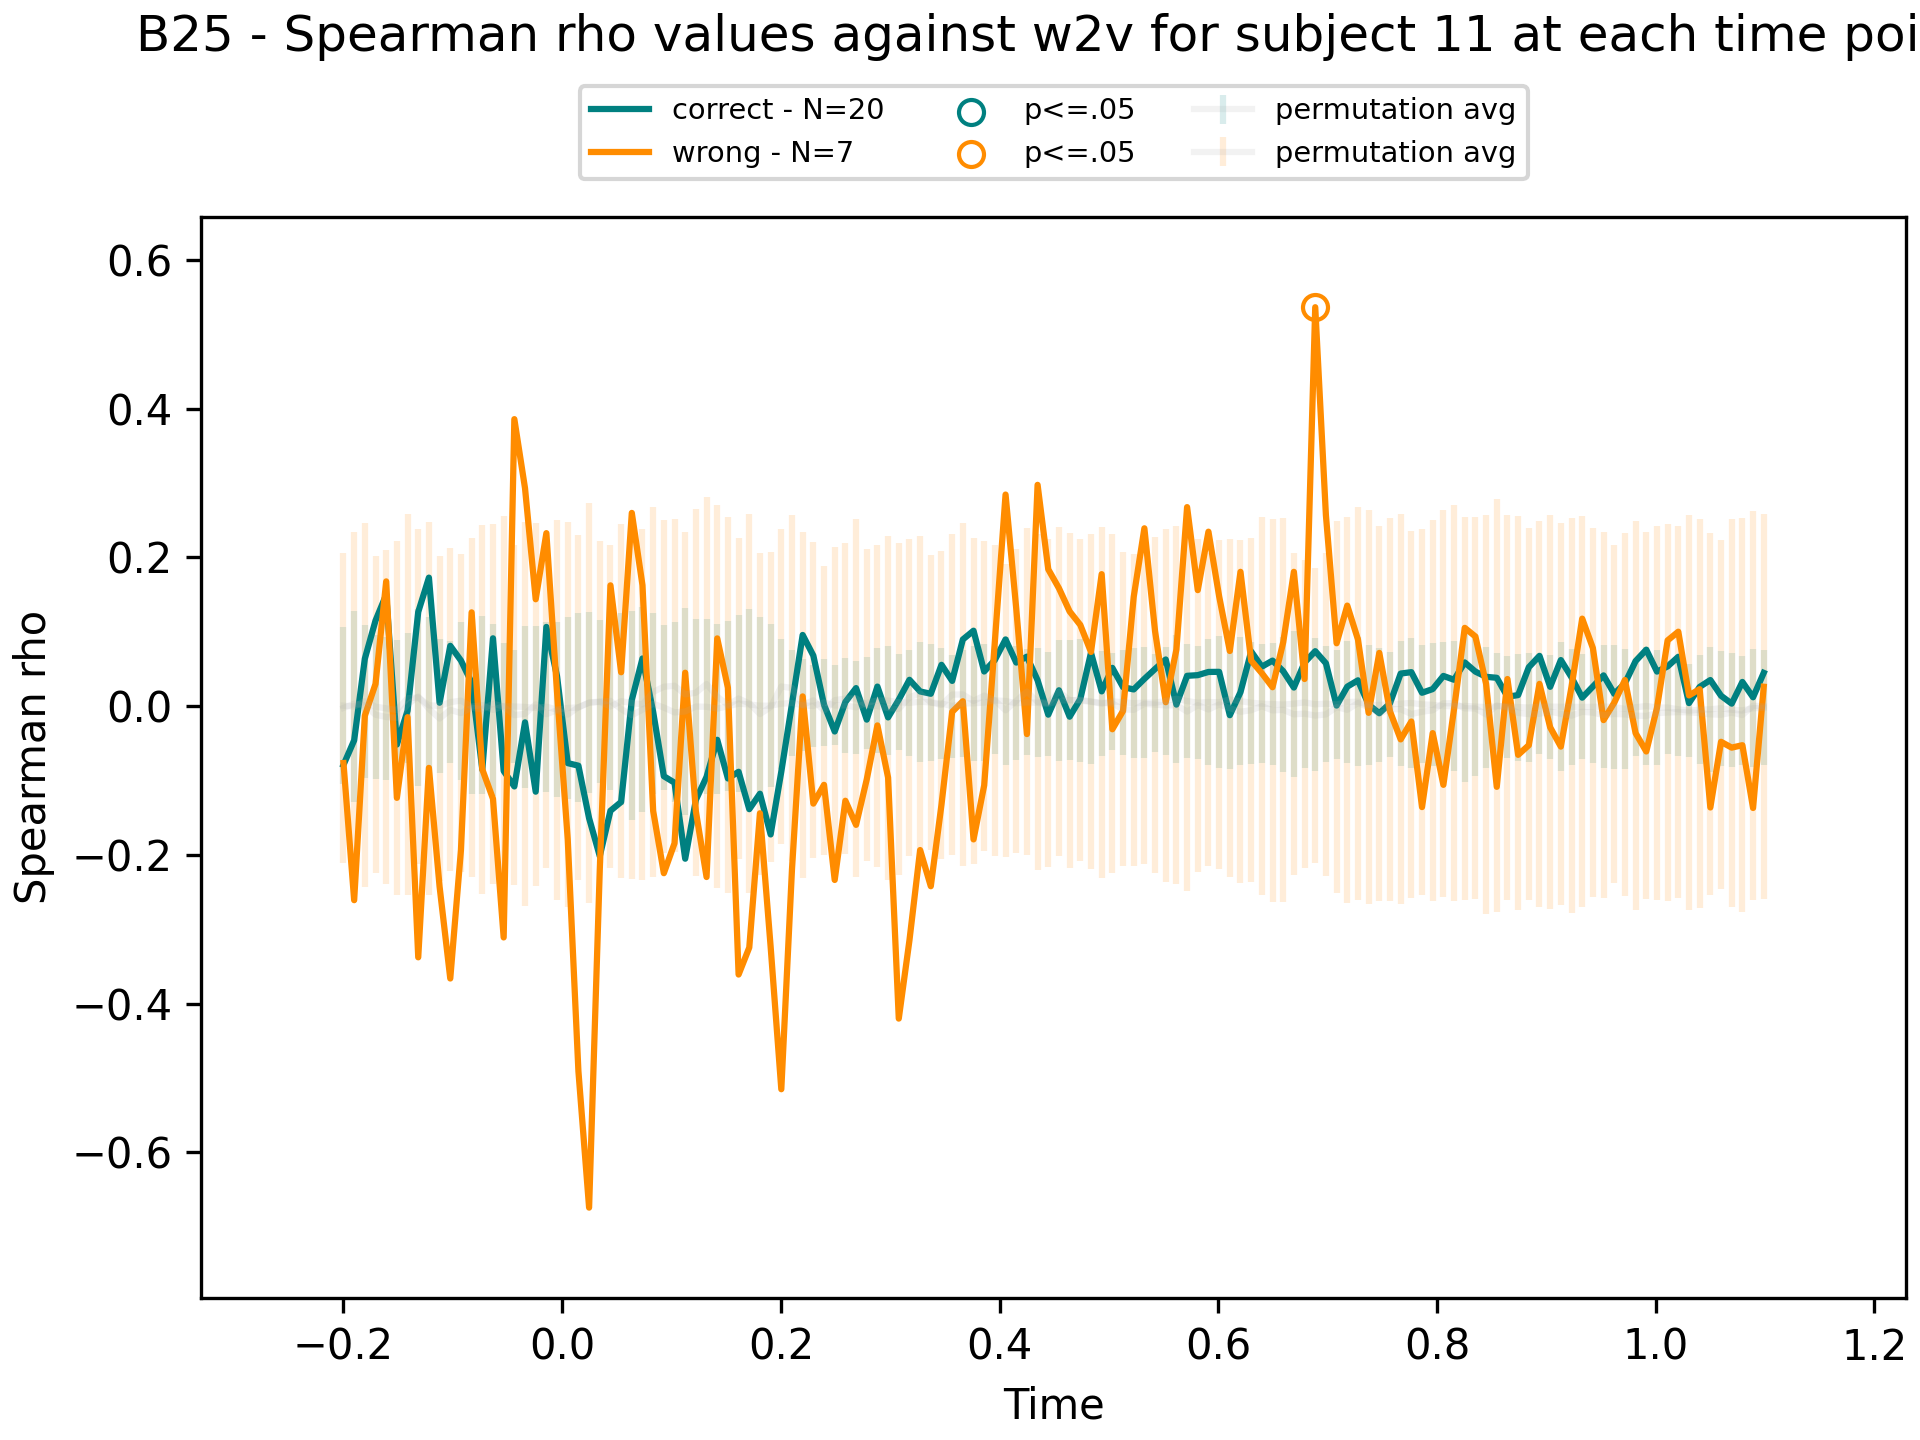 B25 - Spearman rho values against w2v for subject 11 at each time poi
correct - N=20 p<=.05 permutation avg
wrong - N=7 p<=.05 permutation avg
0.6
0.4
0.2
0.0
−0.2
−0.4
−0.6
Spearman rho
−0.2 0.0 0.2 0.4 0.6 0.8 1.0 1.2
Time